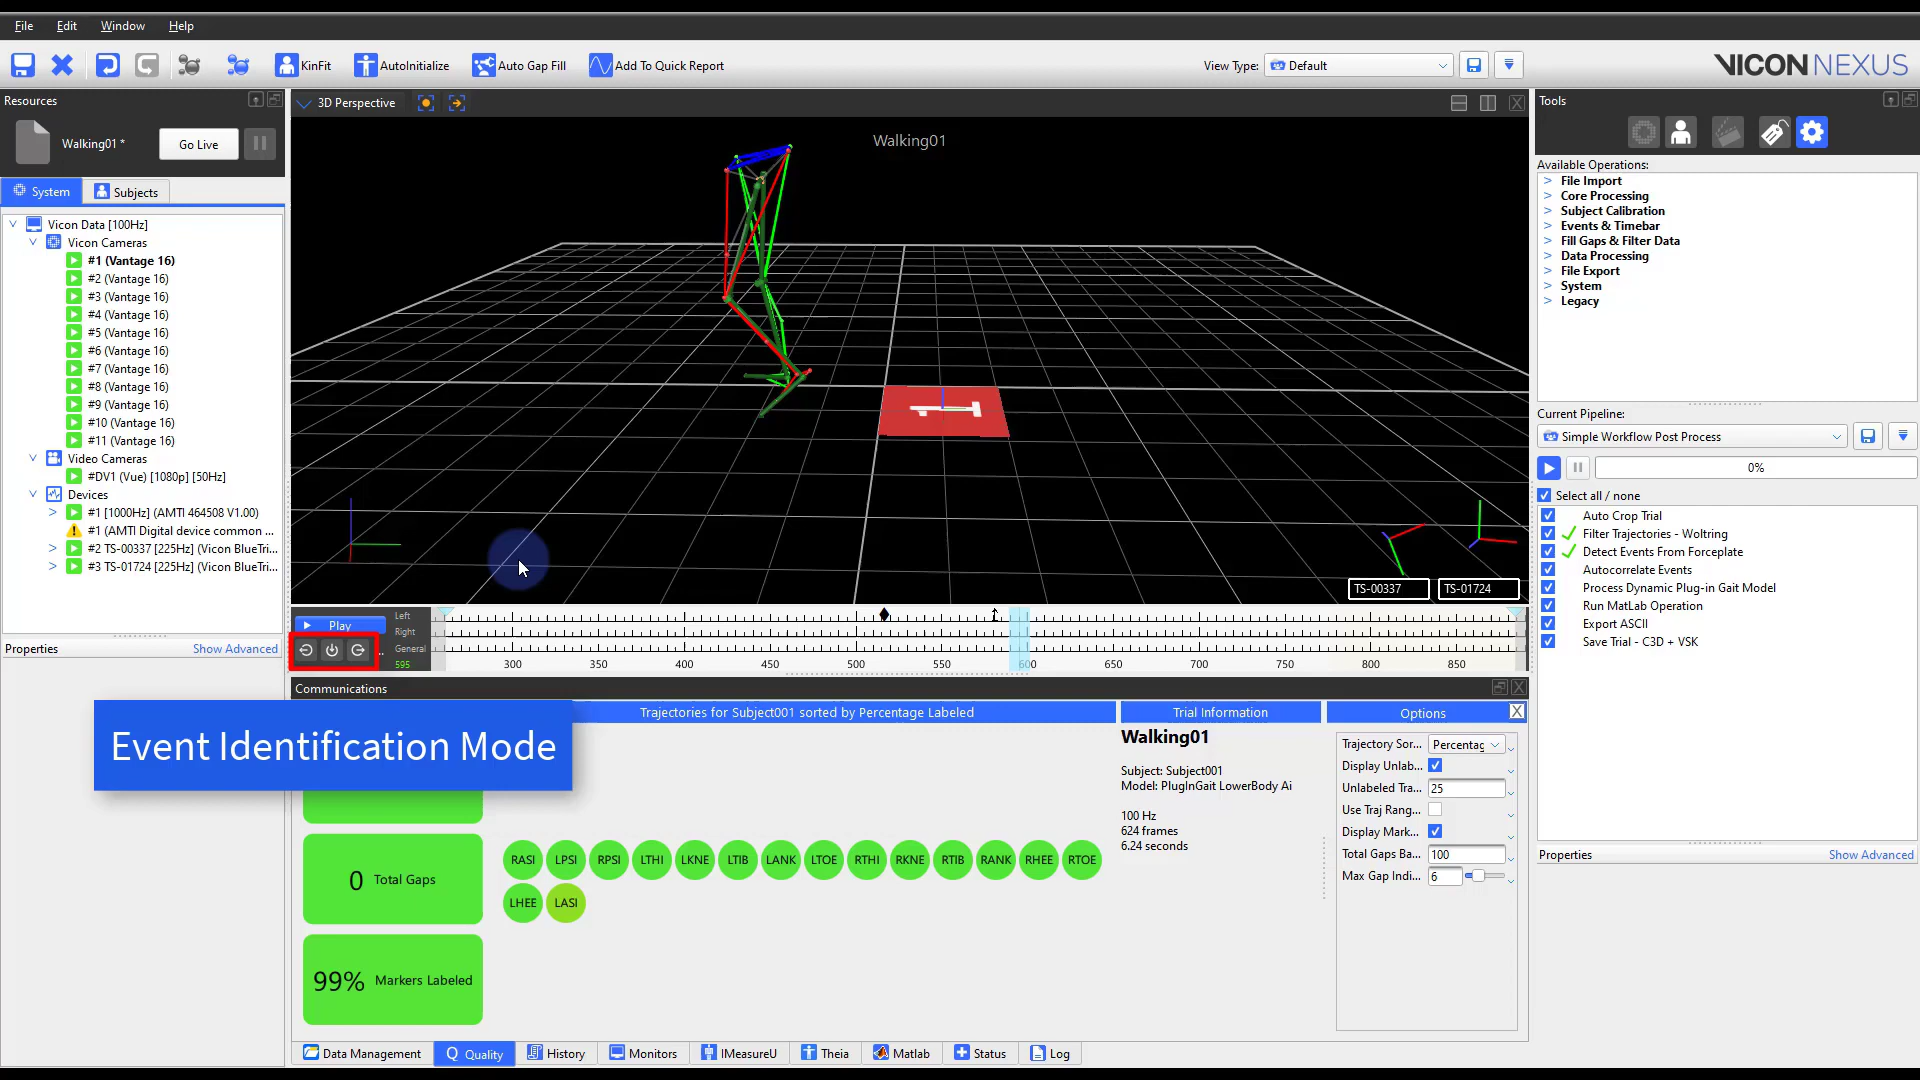 File Edit Window Help
KinFit AutoInitialize Auto Gap Fill Add To Quick Report View Type: Default VICON NEXUS
Resources
Walking01 * Go Live
System Subjects
Vicon Data [100Hz]
Vicon Cameras
#1 (Vantage 16)
#2 (Vantage 16)
#3 (Vantage 16)
#4 (Vantage 16)
#5 (Vantage 16)
#6 (Vantage 16)
#7 (Vantage 16)
#8 (Vantage 16)
#9 (Vantage 16)
#10 (Vantage 16)
#11 (Vantage 16)
Video Cameras
#DV1 (Vue) [1080p] [50Hz]
Devices
#1 [1000Hz] (AMTI 464508 V1.00)
#1 (AMTI Digital device common ...
#2 TS-00337 [225Hz] (Vicon BlueTri...
#3 TS-01724 [225Hz] (Vicon BlueTri...
Properties Show Advanced
3D Perspective
Walking01
1
TS-00337 TS-01724
Play
Left
Right
General
595
...
300 350 400 450 500 550 600 650 700 750 800 850
Event Identification Mode
Communications
Trajectories for Subject001 sorted by Percentage Labeled
0 Total Gaps
99% Markers Labeled
RASI LPSI RPSI LTHI LKNE LTIB LANK LTOE RTHI RKNE RTIB RANK RHEE RTOE
LHEE LASI
Trial Information
Walking01
Subject: Subject001
Model: PlugInGait LowerBody Ai
100 Hz
624 frames
6.24 seconds
Options
Trajectory Sor... Percentag
Display Unlab...
Unlabeled Tra... 25
Use Traj Rang...
Display Mark...
Total Gaps Ba... 100
Max Gap Indi... 6
Data Management Quality History Monitors IMeasureU Theia Matlab Status Log
Tools
Available Operations:
File Import
Core Processing
Subject Calibration
Events & Timebar
Fill Gaps & Filter Data
Data Processing
File Export
System
Legacy
Current Pipeline:
Simple Workflow Post Process
0%
Select all / none
Auto Crop Trial
Filter Trajectories - Woltring
Detect Events From Forceplate
Autocorrelate Events
Process Dynamic Plug-in Gait Model
Run MatLab Operation
Export ASCII
Save Trial - C3D + VSK
Properties Show Advanced